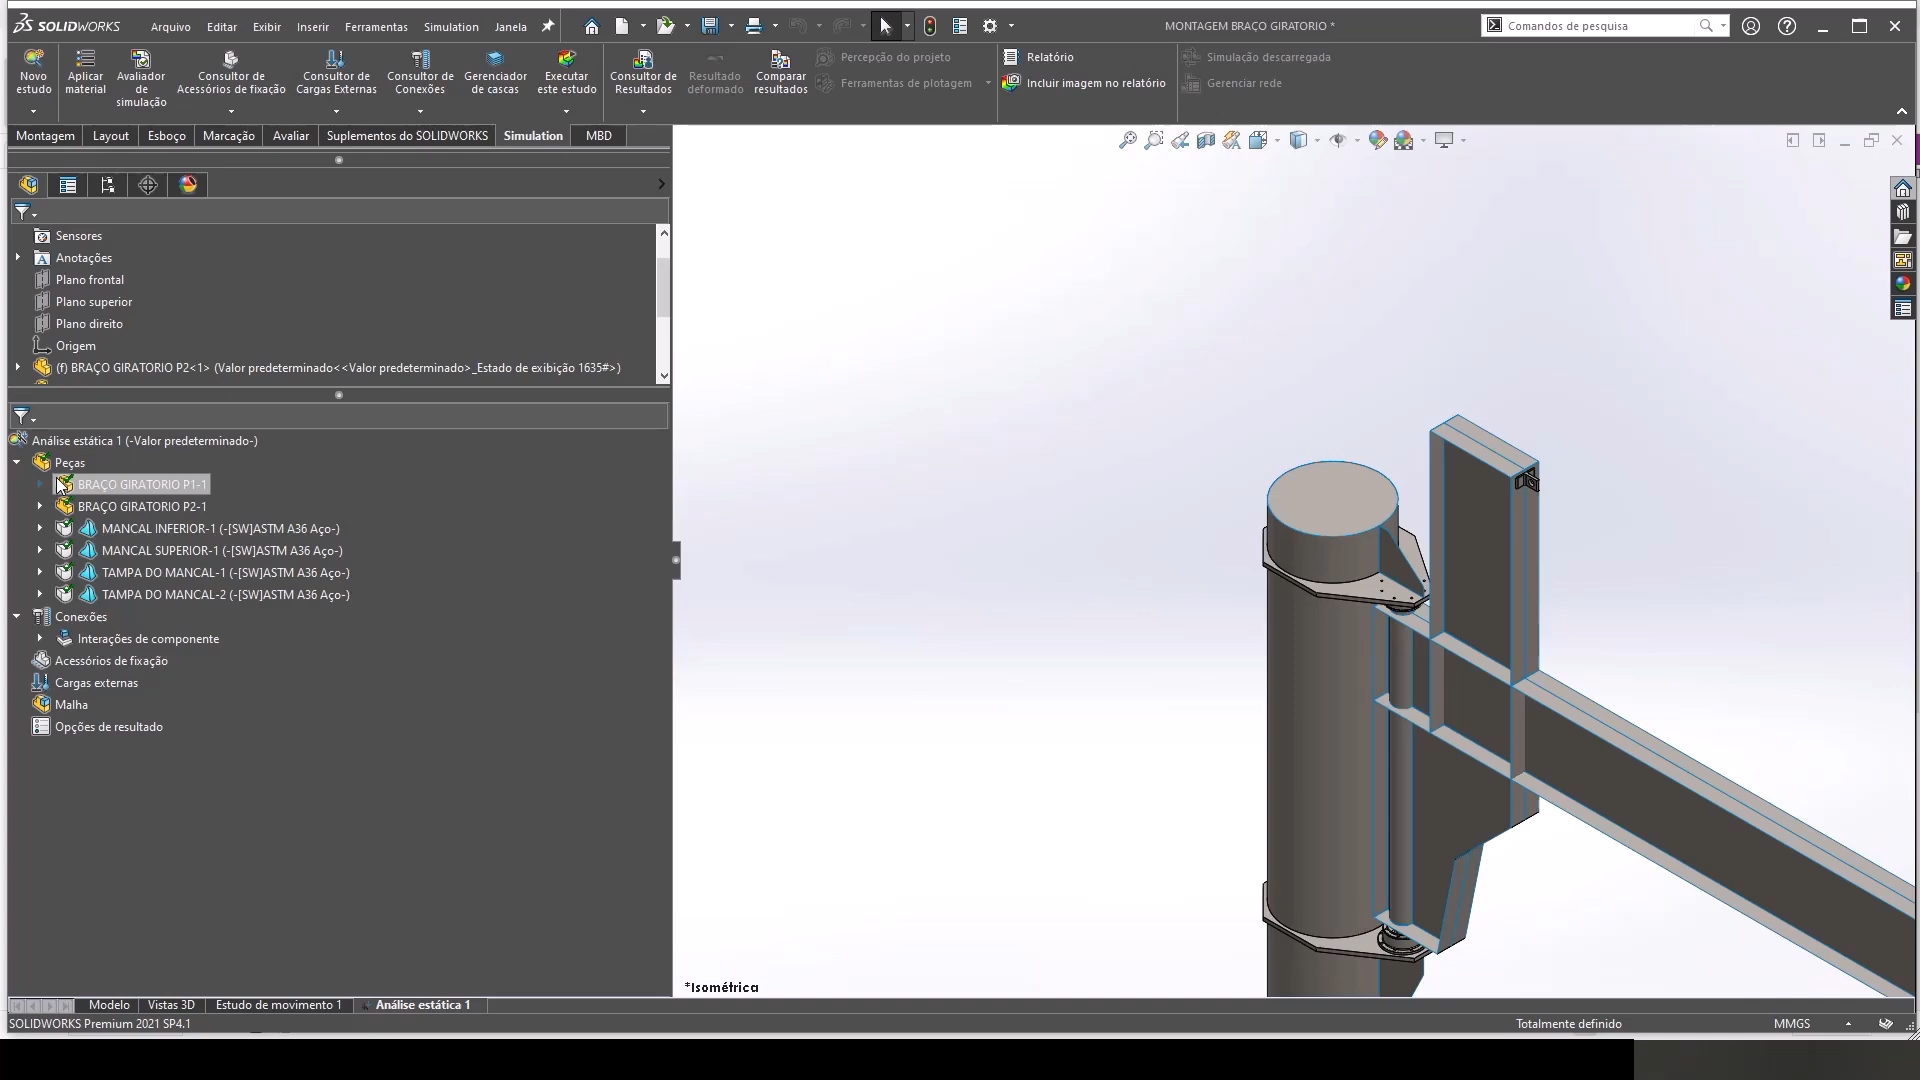 SOLIDWORKS Arquivo Editar Exibir Inserir Ferramentas Simulation Janela MONTAGEM BRAÇO GIRATORIO * Comandos de pesquisa
Novo estudo
Aplicar material
Avaliador de simulação
Consultor de Acessórios de fixação
Consultor de Cargas Externas
Consultor de Conexões
Gerenciador de cascas
Executar este estudo
Consultor de Resultados
Resultado deformado
Comparar resultados
Percepção do projeto
Ferramentas de plotagem
Relatório
Incluir imagem no relatório
Simulação descarregada
Gerenciar rede
Montagem Layout Esboço Marcação Avaliar Suplementos do SOLIDWORKS Simulation MBD
Sensores
Anotações
Plano frontal
Plano superior
Plano direito
Origem
(f) BRAÇO GIRATORIO P2<1> (Valor predeterminado<<Valor predeterminado>_Estado de exibição 1635#>)
Análise estática 1 (-Valor predeterminado-)
Peças
BRAÇO GIRATORIO P1-1
BRAÇO GIRATORIO P2-1
MANCAL INFERIOR-1 (-[SW]ASTM A36 Aço-)
MANCAL SUPERIOR-1 (-[SW]ASTM A36 Aço-)
TAMPA DO MANCAL-1 (-[SW]ASTM A36 Aço-)
TAMPA DO MANCAL-2 (-[SW]ASTM A36 Aço-)
Conexões
Interações de componente
Acessórios de fixação
Cargas externas
Malha
Opções de resultado
*Isométrica
Modelo Vistas 3D Estudo de movimento 1 Análise estática 1
SOLIDWORKS Premium 2021 SP4.1 Totalmente definido MMGS